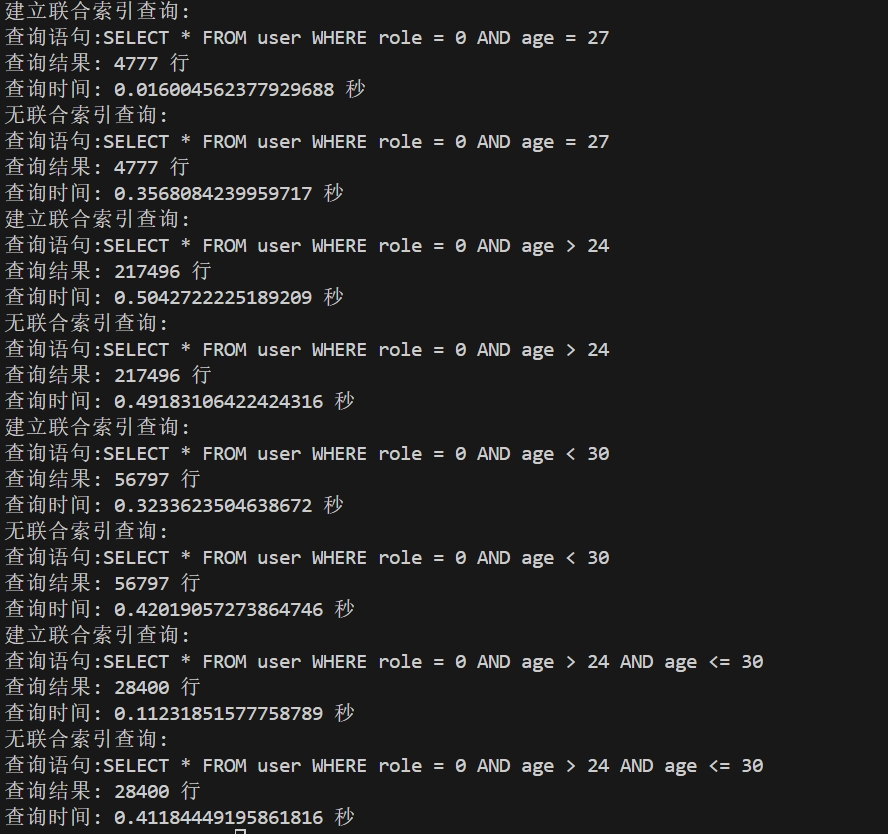 建立联合索引查询:
查询语句:SELECT * FROM user WHERE role = 0 AND age = 27
查询结果: 4777 行
查询时间: 0.016004562377929688 秒
无联合索引查询:
查询语句:SELECT * FROM user WHERE role = 0 AND age = 27
查询结果: 4777 行
查询时间: 0.3568084239959717 秒
建立联合索引查询:
查询语句:SELECT * FROM user WHERE role = 0 AND age > 24
查询结果: 217496 行
查询时间: 0.5042722225189209 秒
无联合索引查询:
查询语句:SELECT * FROM user WHERE role = 0 AND age > 24
查询结果: 217496 行
查询时间: 0.49183106422424316 秒
建立联合索引查询:
查询语句:SELECT * FROM user WHERE role = 0 AND age < 30
查询结果: 56797 行
查询时间: 0.3233623504638672 秒
无联合索引查询:
查询语句:SELECT * FROM user WHERE role = 0 AND age < 30
查询结果: 56797 行
查询时间: 0.42019057273864746 秒
建立联合索引查询:
查询语句:SELECT * FROM user WHERE role = 0 AND age > 24 AND age <= 30
查询结果: 28400 行
查询时间: 0.11231851577758789 秒
无联合索引查询:
查询语句:SELECT * FROM user WHERE role = 0 AND age > 24 AND age <= 30
查询结果: 28400 行
查询时间: 0.41184449195861816 秒